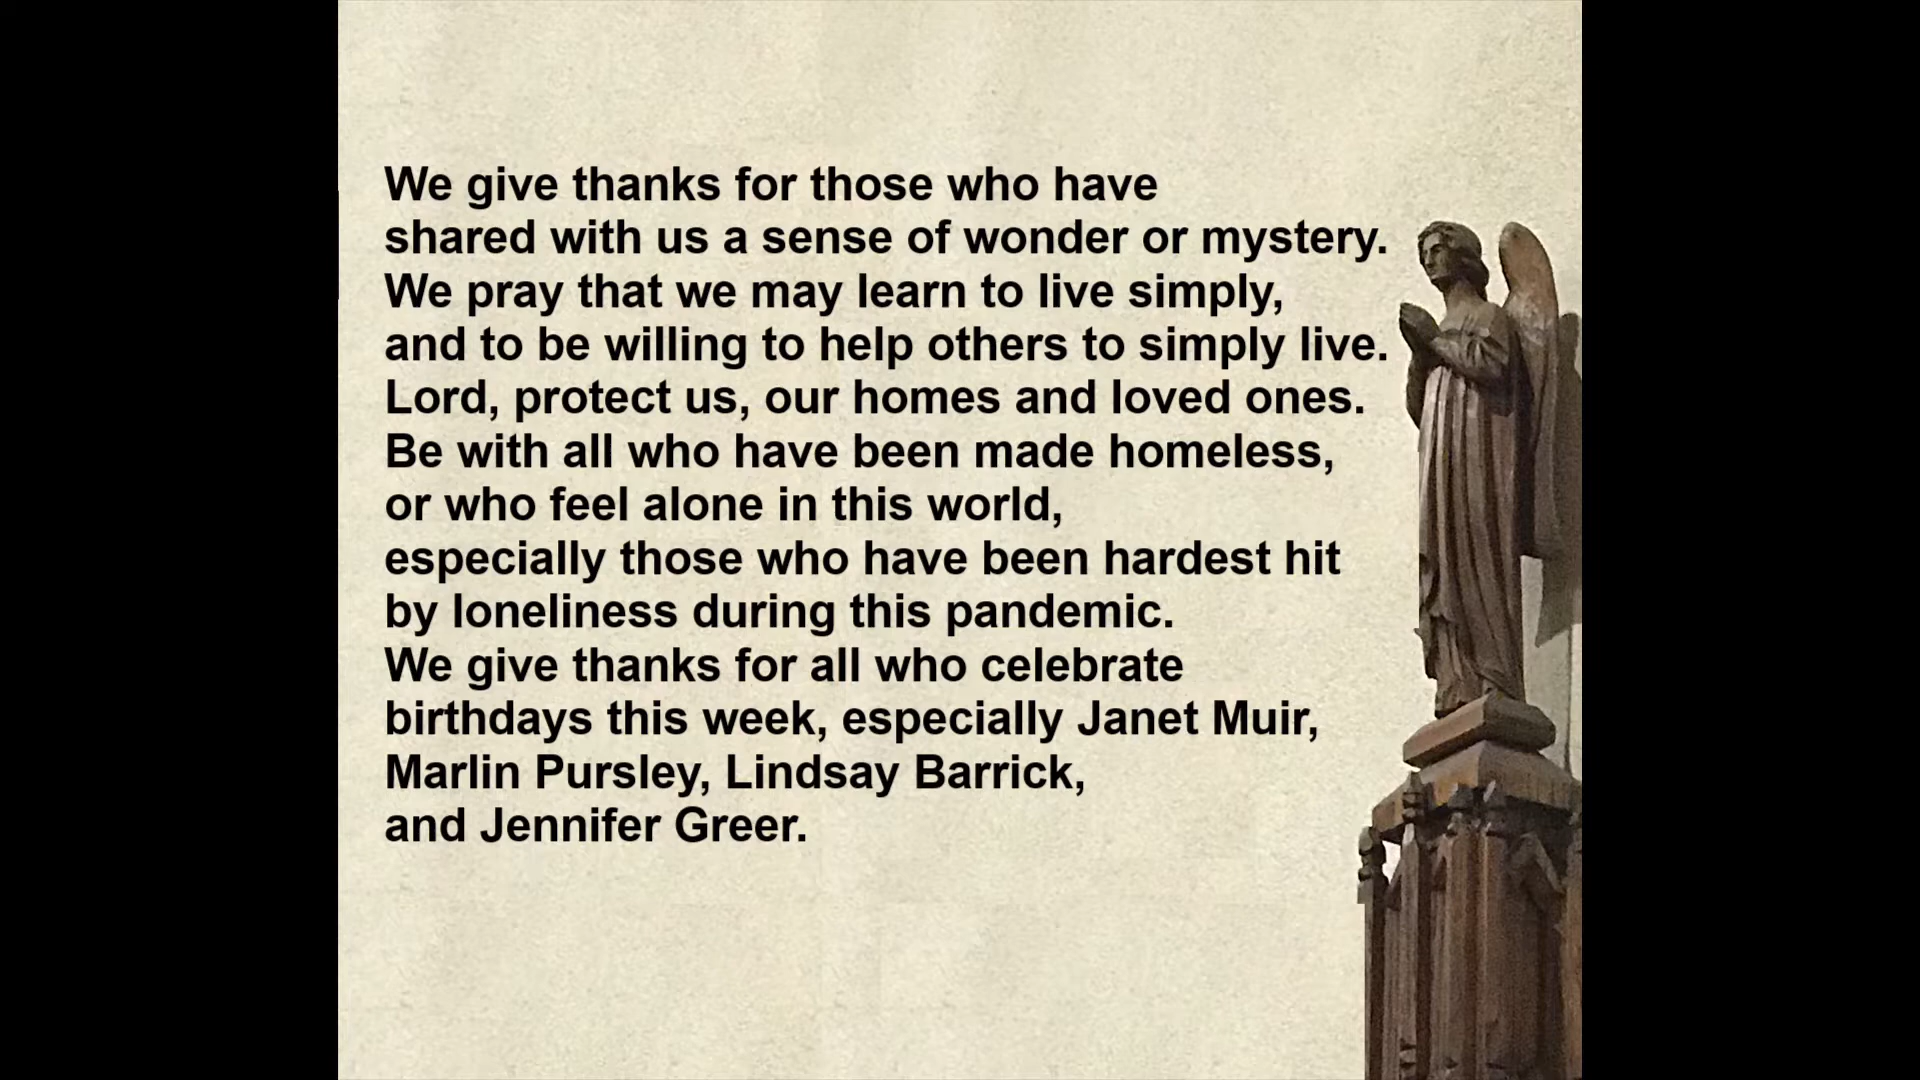 We give thanks for those who have
shared with us a sense of wonder or mystery.
We pray that we may learn to live simply,
and to be willing to help others to simply live.
Lord, protect us, our homes and loved ones.
Be with all who have been made homeless,
or who feel alone in this world,
especially those who have been hardest hit
by loneliness during this pandemic.
We give thanks for all who celebrate
birthdays this week, especially Janet Muir,
Marlin Pursley, Lindsay Barrick,
and Jennifer Greer.